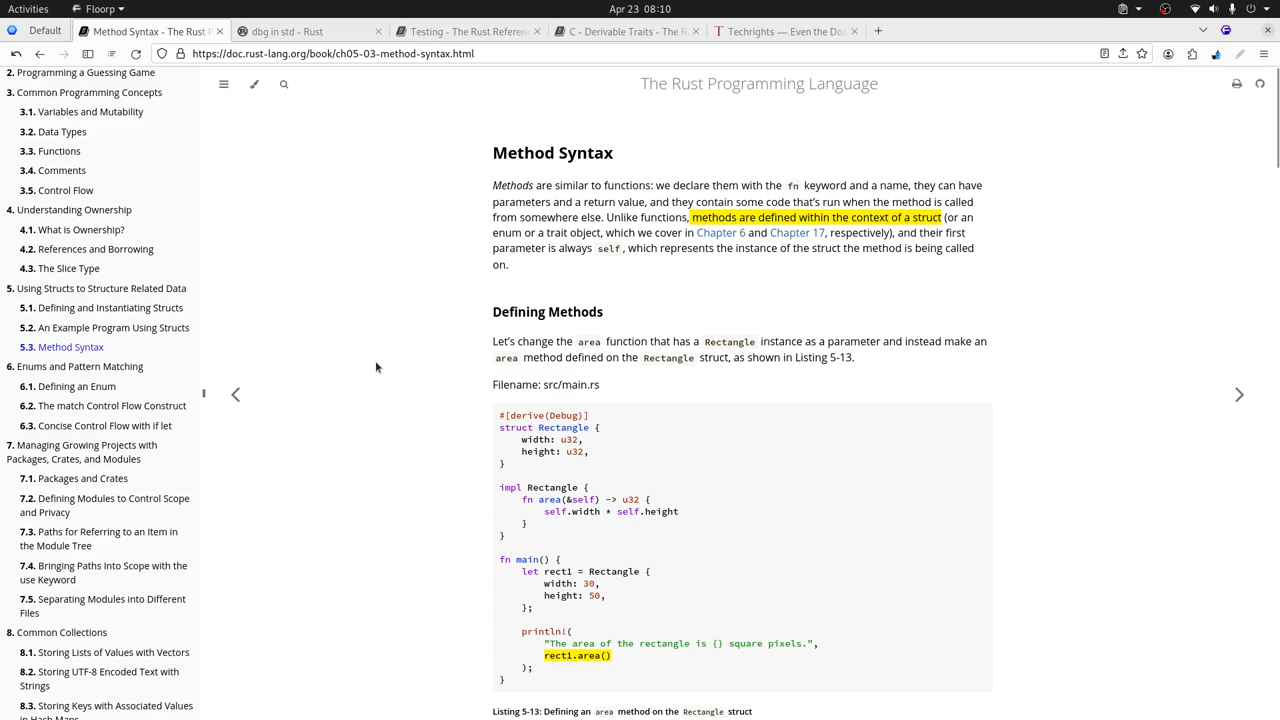 Activities
Floorp
Apr 23 08:10
Default
Method Syntax - The Rust P
dbg in std - Rust
Testing - The Rust Referenc
C - Derivable Traits - The R
Techrights — Even the Doa
https://doc.rust-lang.org/book/ch05-03-method-syntax.html
2. Programming a Guessing Game
3. Common Programming Concepts
3.1. Variables and Mutability
3.2. Data Types
3.3. Functions
3.4. Comments
3.5. Control Flow
4. Understanding Ownership
4.1. What is Ownership?
4.2. References and Borrowing
4.3. The Slice Type
5. Using Structs to Structure Related Data
5.1. Defining and Instantiating Structs
5.2. An Example Program Using Structs
5.3. Method Syntax
6. Enums and Pattern Matching
6.1. Defining an Enum
6.2. The match Control Flow Construct
6.3. Concise Control Flow with if let
7. Managing Growing Projects with
Packages, Crates, and Modules
7.1. Packages and Crates
7.2. Defining Modules to Control Scope
and Privacy
7.3. Paths for Referring to an Item in
the Module Tree
7.4. Bringing Paths Into Scope with the
use Keyword
7.5. Separating Modules into Different
Files
8. Common Collections
8.1. Storing Lists of Values with Vectors
8.2. Storing UTF-8 Encoded Text with
Strings
8.3. Storing Keys with Associated Values
in Hash Maps
The Rust Programming Language
Method Syntax
Methods are similar to functions: we declare them with the fn keyword and a name, they can have
parameters and a return value, and they contain some code that’s run when the method is called
from somewhere else. Unlike functions, methods are defined within the context of a struct (or an
enum or a trait object, which we cover in Chapter 6 and Chapter 17, respectively), and their first
parameter is always self, which represents the instance of the struct the method is being called
on.
Defining Methods
Let’s change the area function that has a Rectangle instance as a parameter and instead make an
area method defined on the Rectangle struct, as shown in Listing 5-13.
Filename: src/main.rs
#[derive(Debug)]
struct Rectangle {
    width: u32,
    height: u32,
}
impl Rectangle {
    fn area(&self) -> u32 {
        self.width * self.height
    }
}
fn main() {
    let rect1 = Rectangle {
        width: 30,
        height: 50,
    };
    println!(
        "The area of the rectangle is {} square pixels.",
        rect1.area()
    );
}
Listing 5-13: Defining an area method on the Rectangle struct